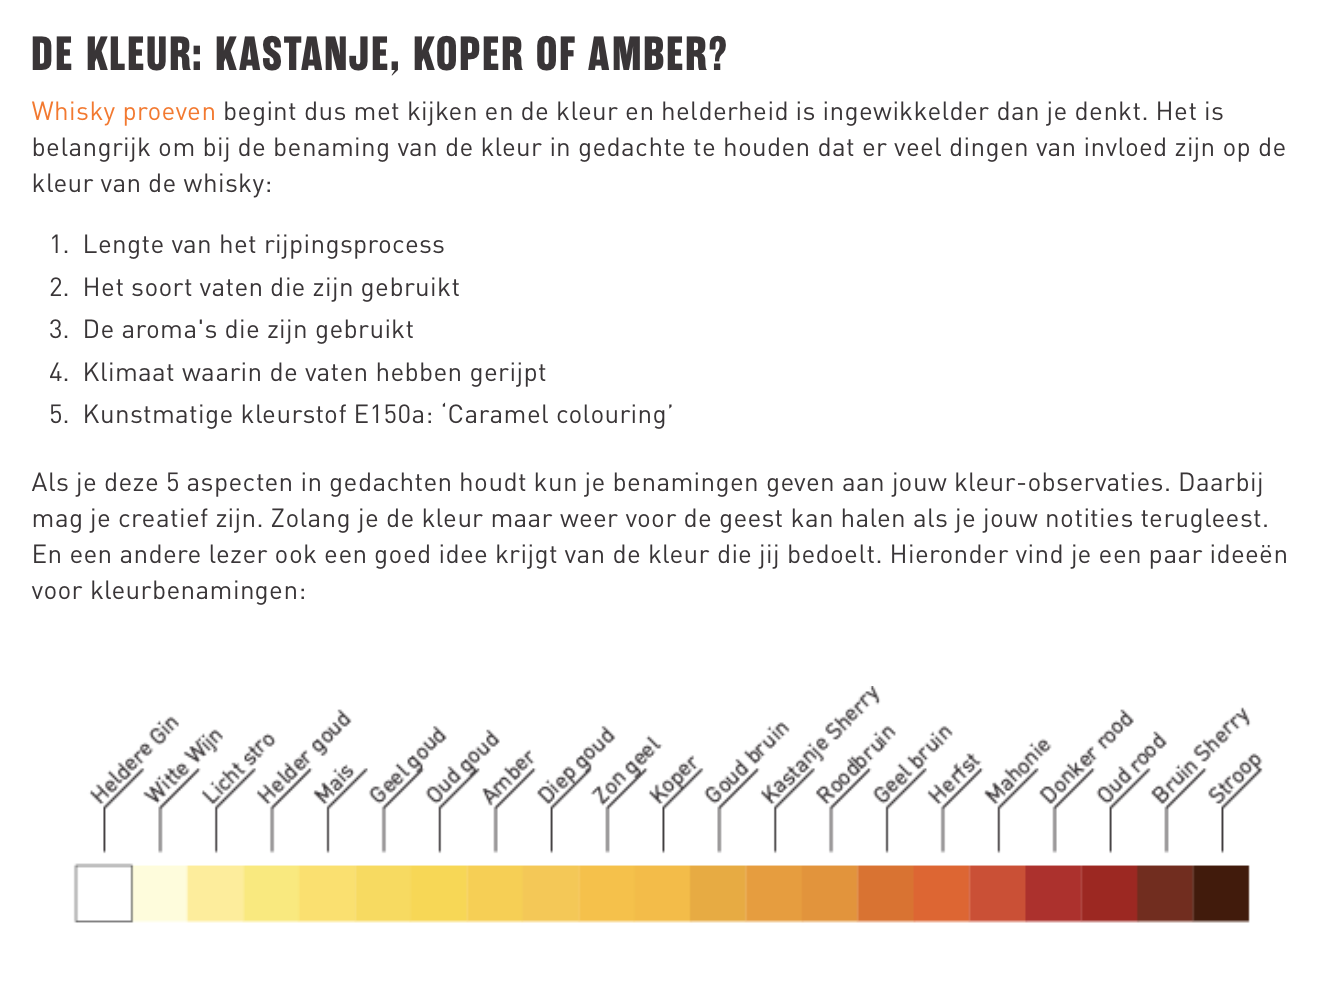 DE KLEUR: KASTANJE, KOPER OF AMBER?
Whisky proeven begint dus met kijken en de kleur en helderheid is ingewikkelder dan je denkt. Het is
belangrijk om bij de benaming van de kleur in gedachte te houden dat er veel dingen van invloed zijn op de
kleur van de whisky:
1. Lengte van het rijpingsprocess
2. Het soort vaten die zijn gebruikt
3. De aroma's die zijn gebruikt
4. Klimaat waarin de vaten hebben gerijpt
5. Kunstmatige kleurstof E150a: ‘Caramel colouring’
Als je deze 5 aspecten in gedachten houdt kun je benamingen geven aan jouw kleur-observaties. Daarbij
mag je creatief zijn. Zolang je de kleur maar weer voor de geest kan halen als je jouw notities terugleest.
En een andere lezer ook een goed idee krijgt van de kleur die jij bedoelt. Hieronder vind je een paar ideeën
voor kleurbenamingen:
Heldere Gin
Witte Wijn
Licht stro
Helder goud
Mais
Geel goud
Oud goud
Amber
Diep goud
Zon geel
Koper
Goud bruin
Kastanje Sherry
Roodbruin
Geel bruin
Herfst
Mahonie
Donker rood
Oud rood
Bruin Sherry
Stroop